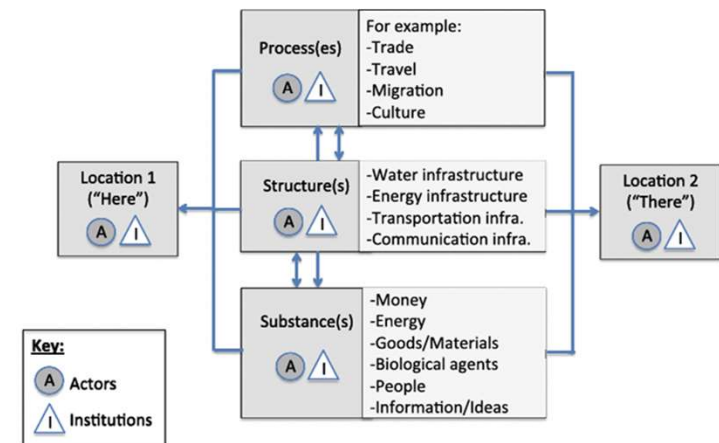 Process(es)
A I
For example:
-Trade
-Travel
-Migration
-Culture
Location 1
("Here")
A I
Structure(s)
A I
-Water infrastructure
-Energy infrastructure
-Transportation infra.
-Communication infra.
Location 2
("There")
A I
Substance(s)
A I
-Money
-Energy
-Goods/Materials
-Biological agents
-People
-Information/Ideas
Key:
A Actors
I Institutions